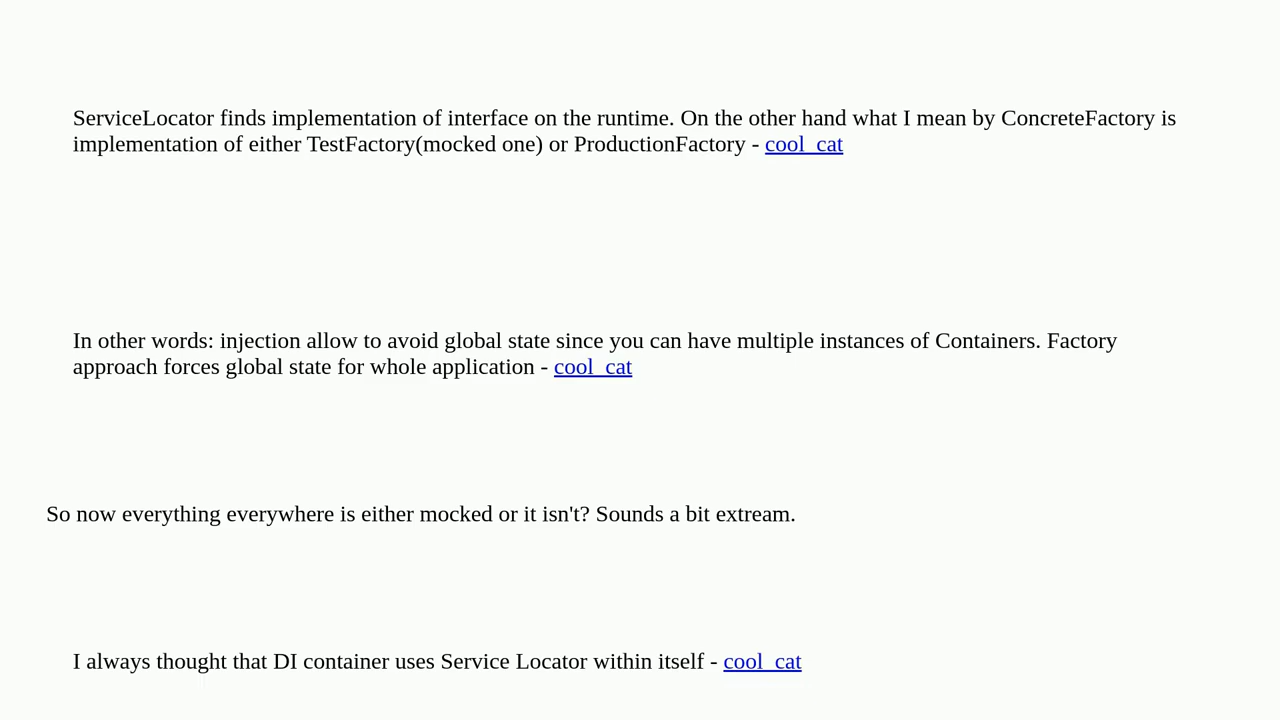 ServiceLocator finds implementation of interface on the runtime. On the other hand what I mean by ConcreteFactory is
implementation of either TestFactory(mocked one) or ProductionFactory - cool_cat
In other words: injection allow to avoid global state since you can have multiple instances of Containers. Factory
approach forces global state for whole application - cool_cat
So now everything everywhere is either mocked or it isn't? Sounds a bit extream.
I always thought that DI container uses Service Locator within itself - cool_cat